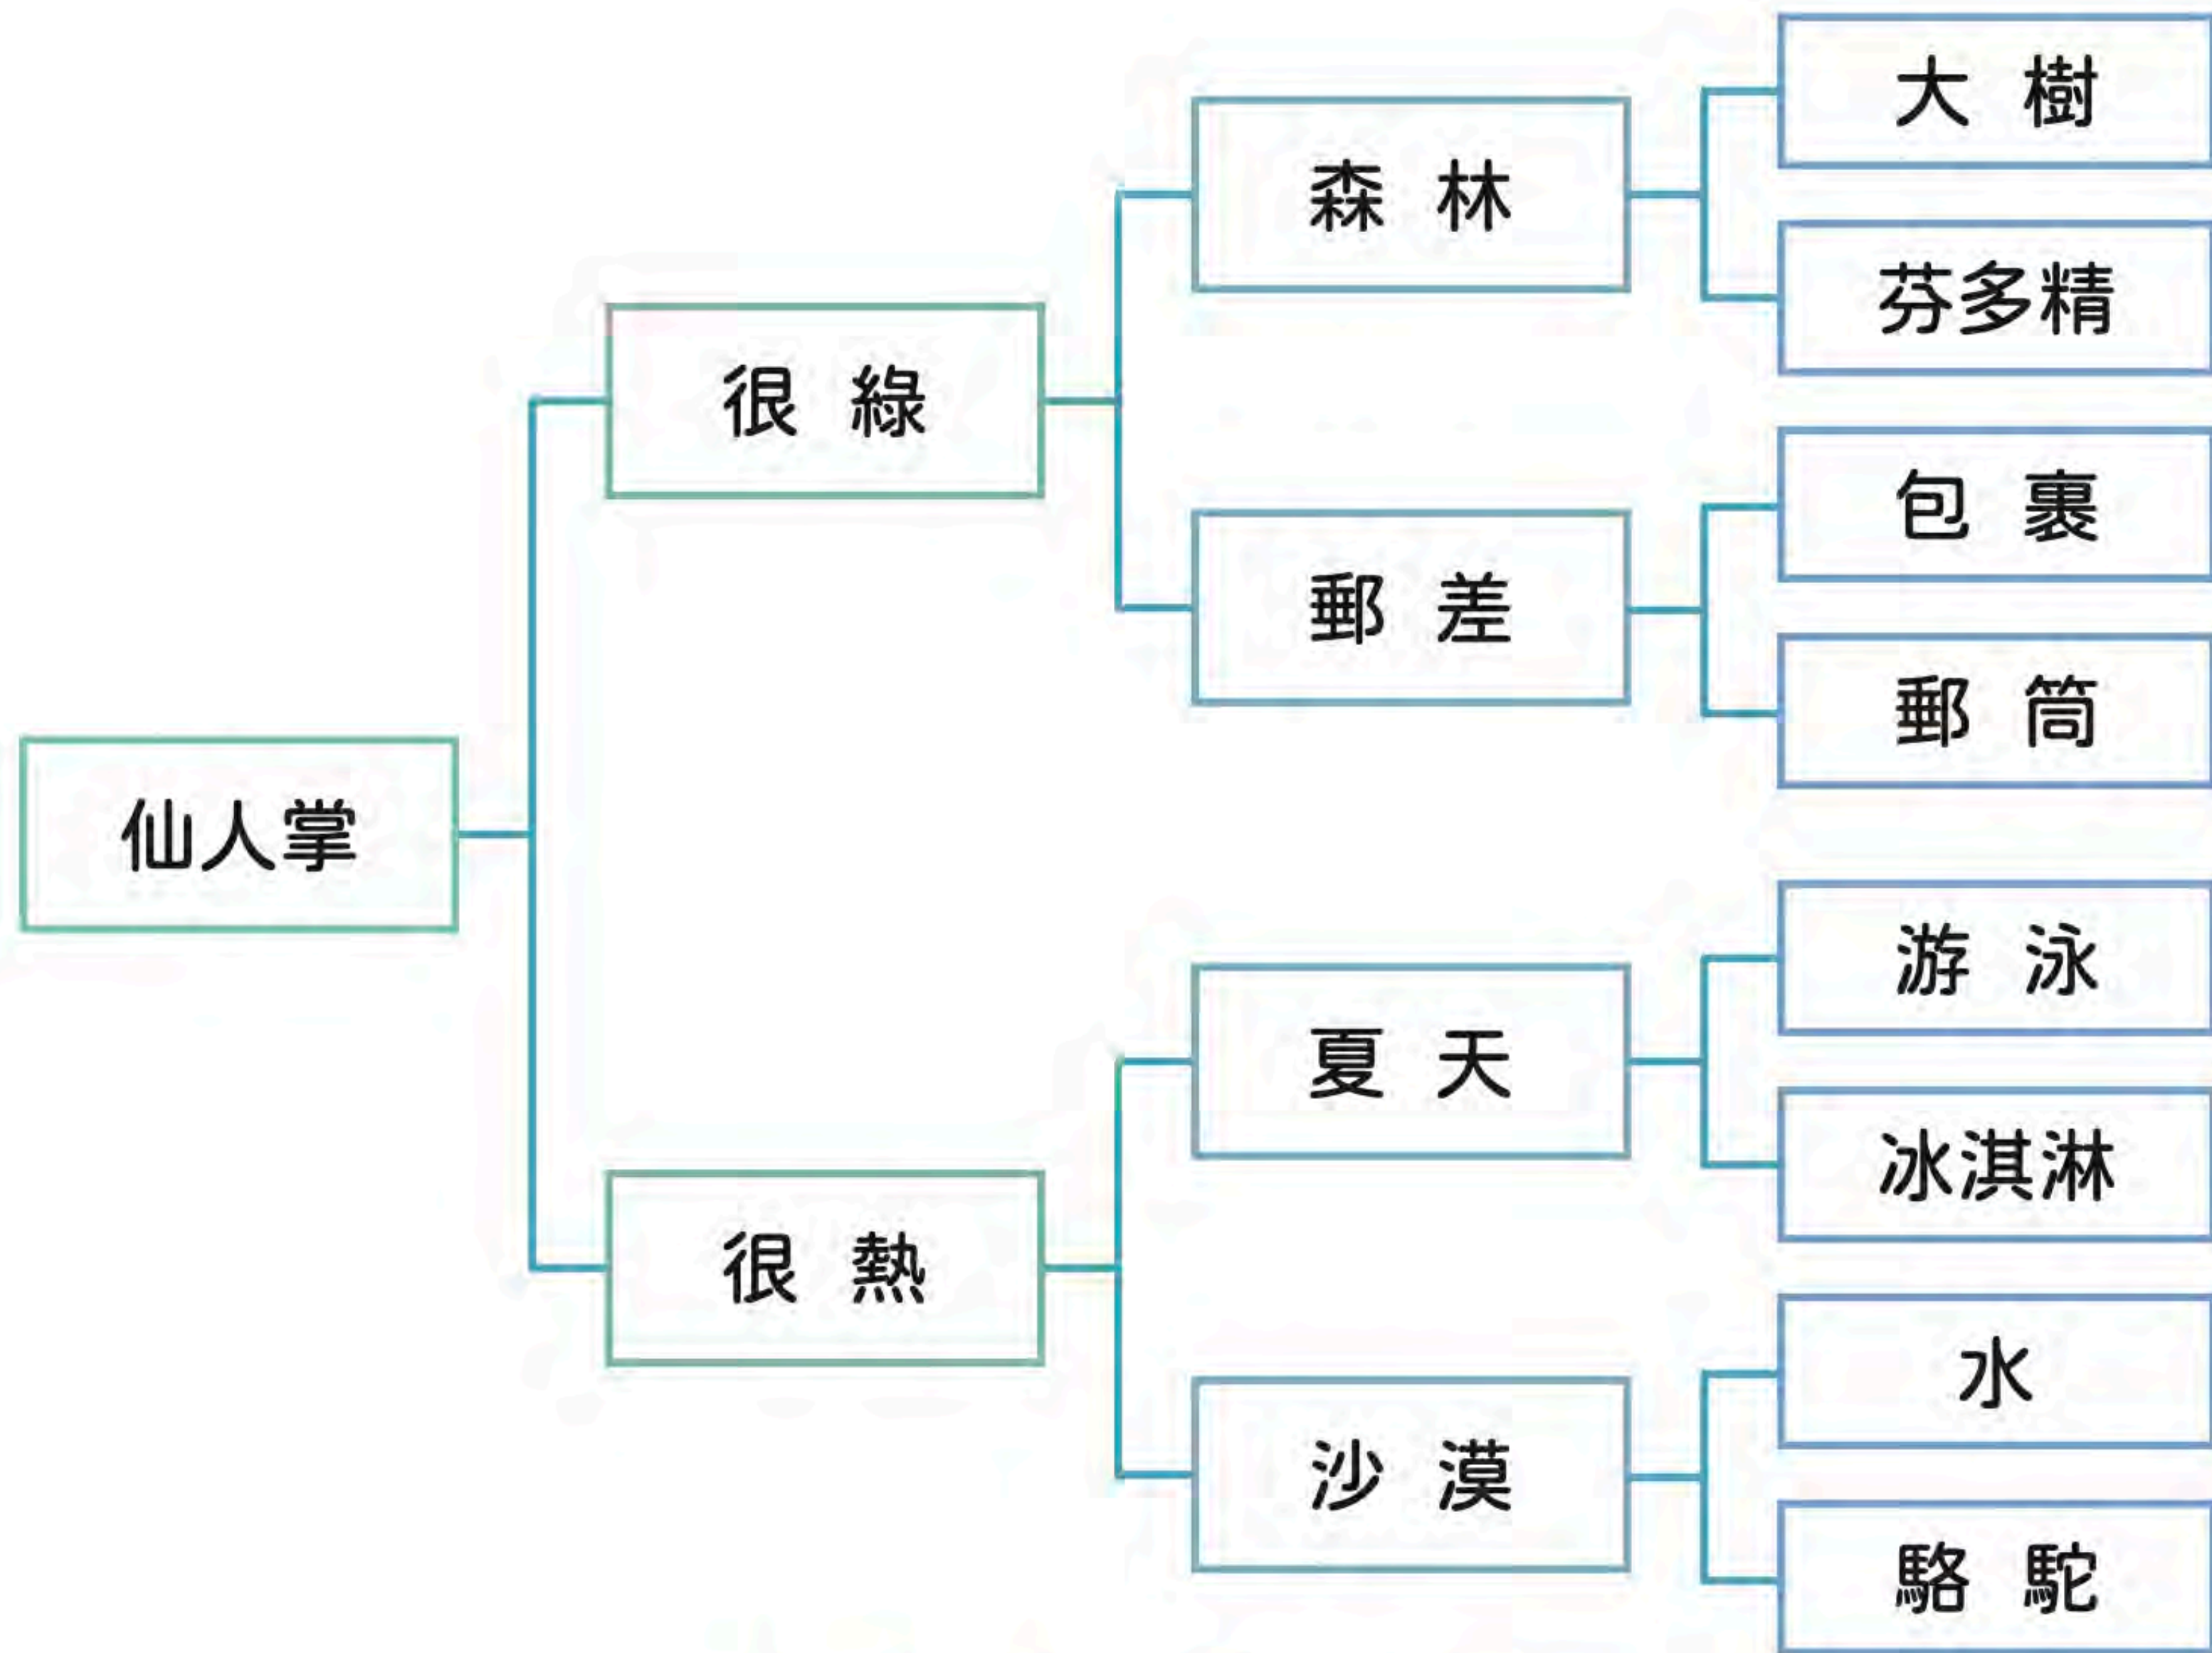 仙人掌
很綠
森林
大樹
芬多精
郵差
包裹
郵筒
很熱
夏天
游泳
冰淇淋
沙漠
水
駱駝